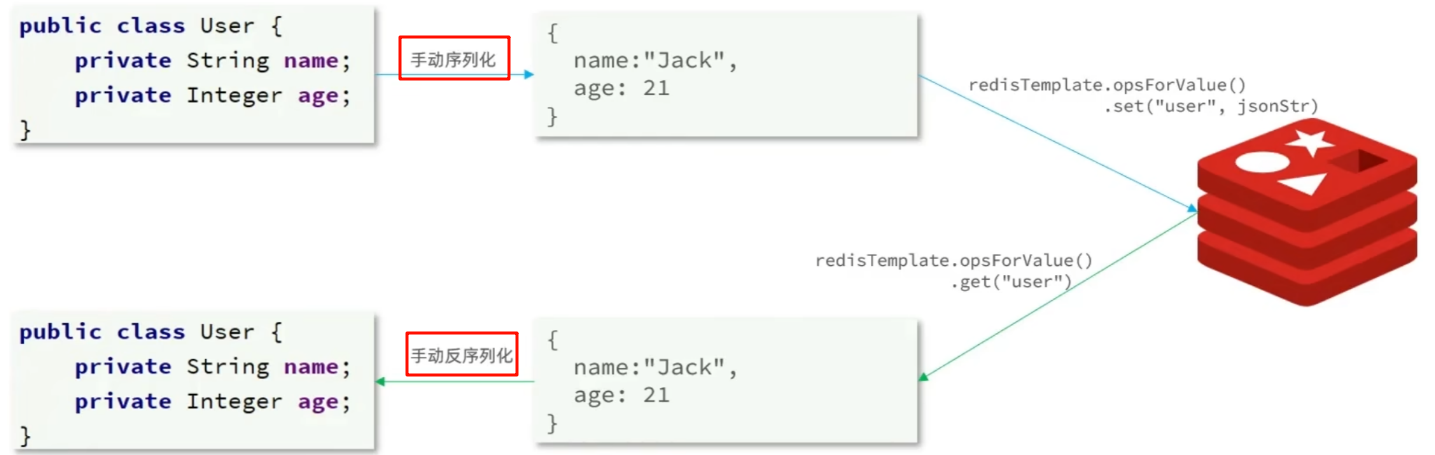 public class User {
    private String name;
    private Integer age;
}
手动序列化
{
  name:"Jack",
  age: 21
}
redisTemplate.opsForValue()
.set("user", jsonStr)
redisTemplate.opsForValue()
.get("user")
public class User {
    private String name;
    private Integer age;
}
手动反序列化
{
  name:"Jack",
  age: 21
}